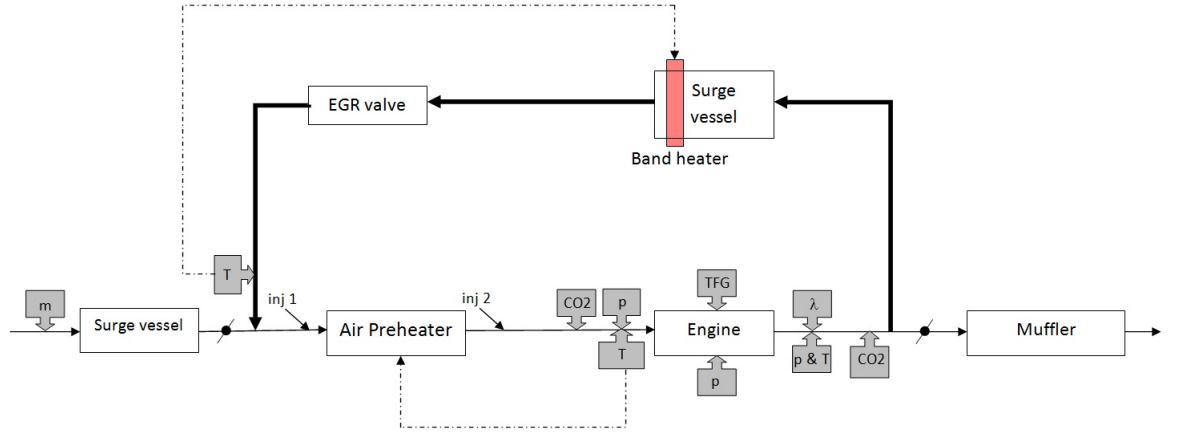 Surge
vessel
EGR valve
Band heater
T
TFG
m
inj 1
inj 2
CO2
p
λ
Surge vessel
Air Preheater
Engine
Muffler
T
p
p & T
CO2